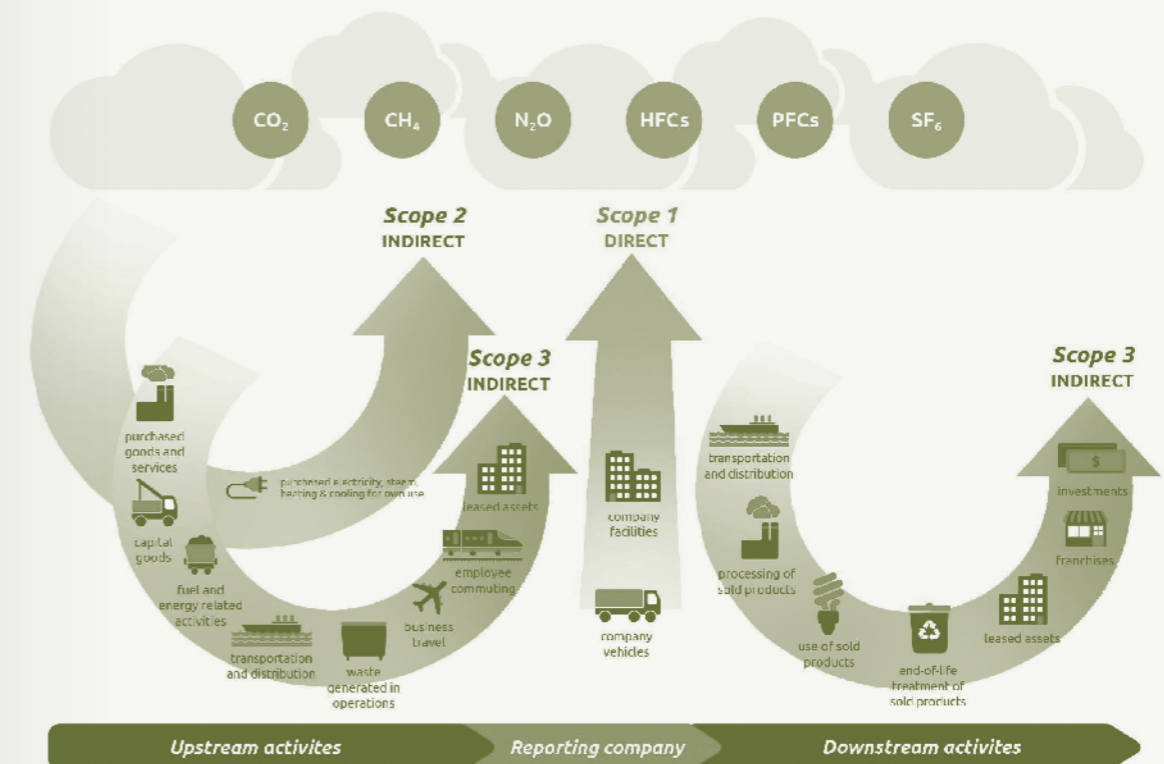 CO₂
CH₄
N₂O
HFCs
PFCs
SF₆
Scope 2
INDIRECT
Scope 1
DIRECT
Scope 3
INDIRECT
Scope 3
INDIRECT
purchased
goods and
services
purchased electricity, steam,
heating & cooling for own use
capital
goods
fuel and
energy related
activities
transportation
and distribution
waste
generated in
operations
business
travel
employee
commuting
leased assets
company
facilities
company
vehicles
transportation
and distribution
processing of
sold products
use of sold
products
end-of-life
treatment of
sold products
leased assets
franchises
$
investments
Upstream activites
Reporting company
Downstream activites